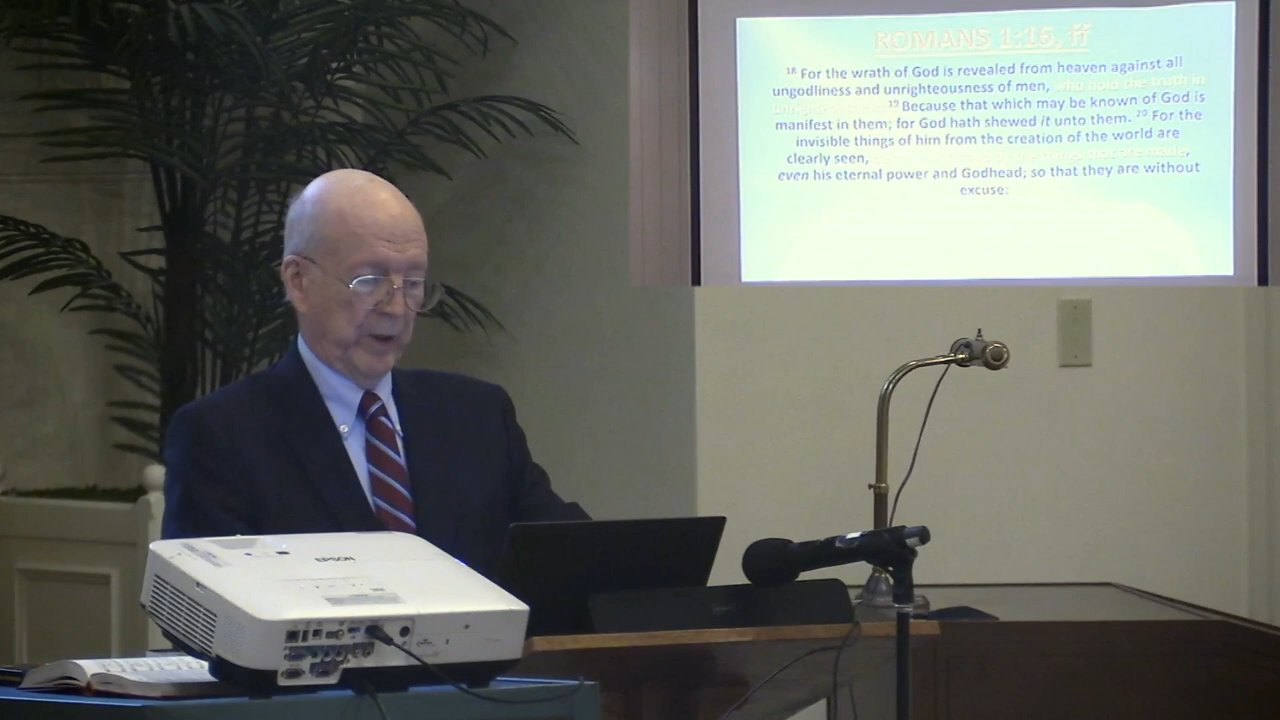 ROMANS 1:16, ff
18 For the wrath of God is revealed from heaven against all
ungodliness and unrighteousness of men, who hold the truth in
19 Because that which may be known of God is
manifest in them; for God hath shewed it unto them. 20 For the
invisible things of him from the creation of the world are
clearly seen, made,
even his eternal power and Godhead; so that they are without
excuse:
EPSON